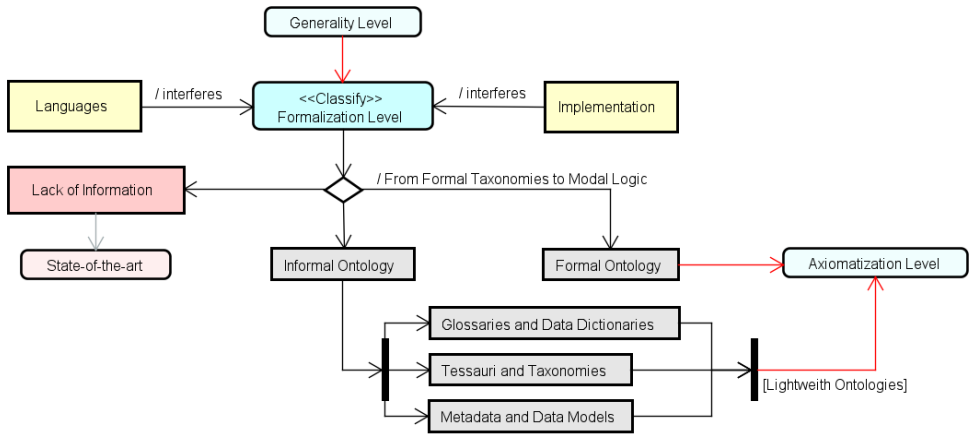 Generality Level
Languages
/ interferes
<<Classify>>
Formalization Level
/ interferes
Implementation
Lack of Information
/ From Formal Taxonomies to Modal Logic
State-of-the-art
Informal Ontology
Formal Ontology
Axiomatization Level
Glossaries and Data Dictionaries
Tessauri and Taxonomies
[Lightweith Ontologies]
Metadata and Data Models